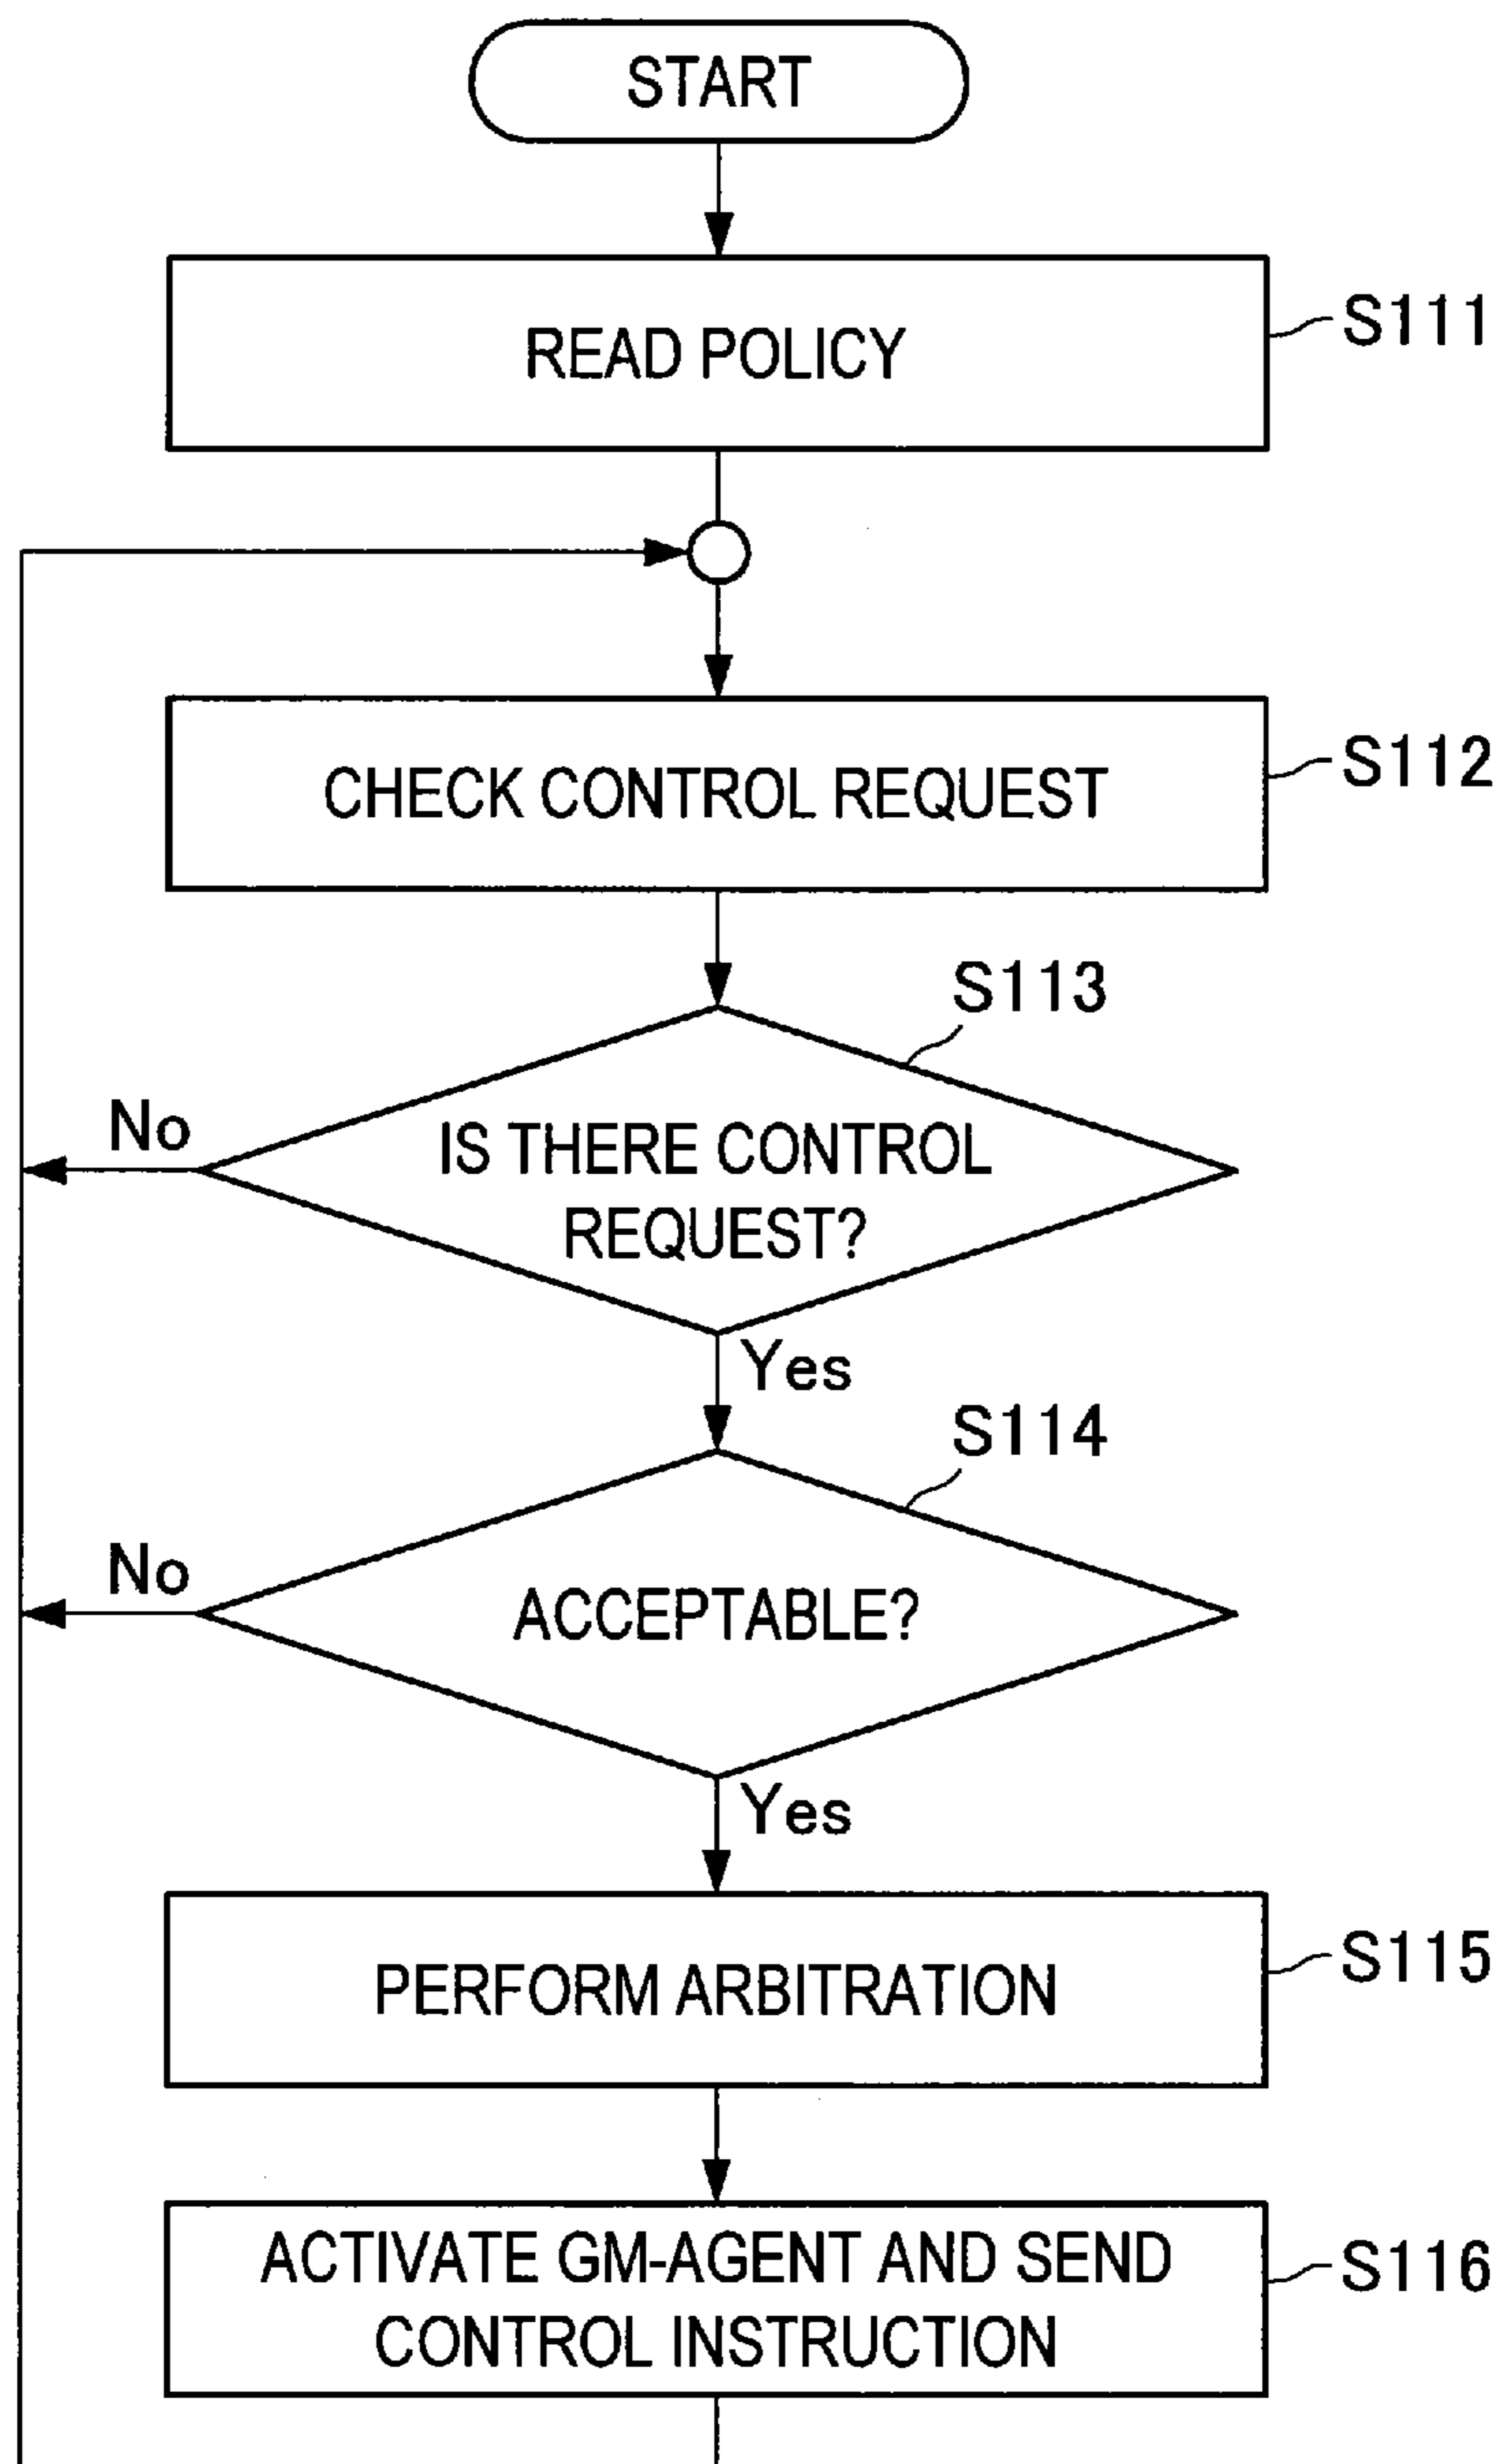 START
READ POLICY
S111
CHECK CONTROL REQUEST
S112
S113
No
IS THERE CONTROL
REQUEST?
Yes
S114
No
ACCEPTABLE?
Yes
PERFORM ARBITRATION
S115
ACTIVATE GM-AGENT AND SEND
CONTROL INSTRUCTION
S116